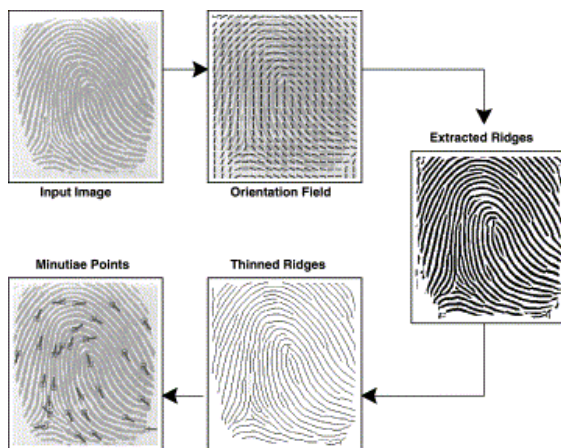 Input Image
Orientation Field
Extracted Ridges
Thinned Ridges
Minutiae Points